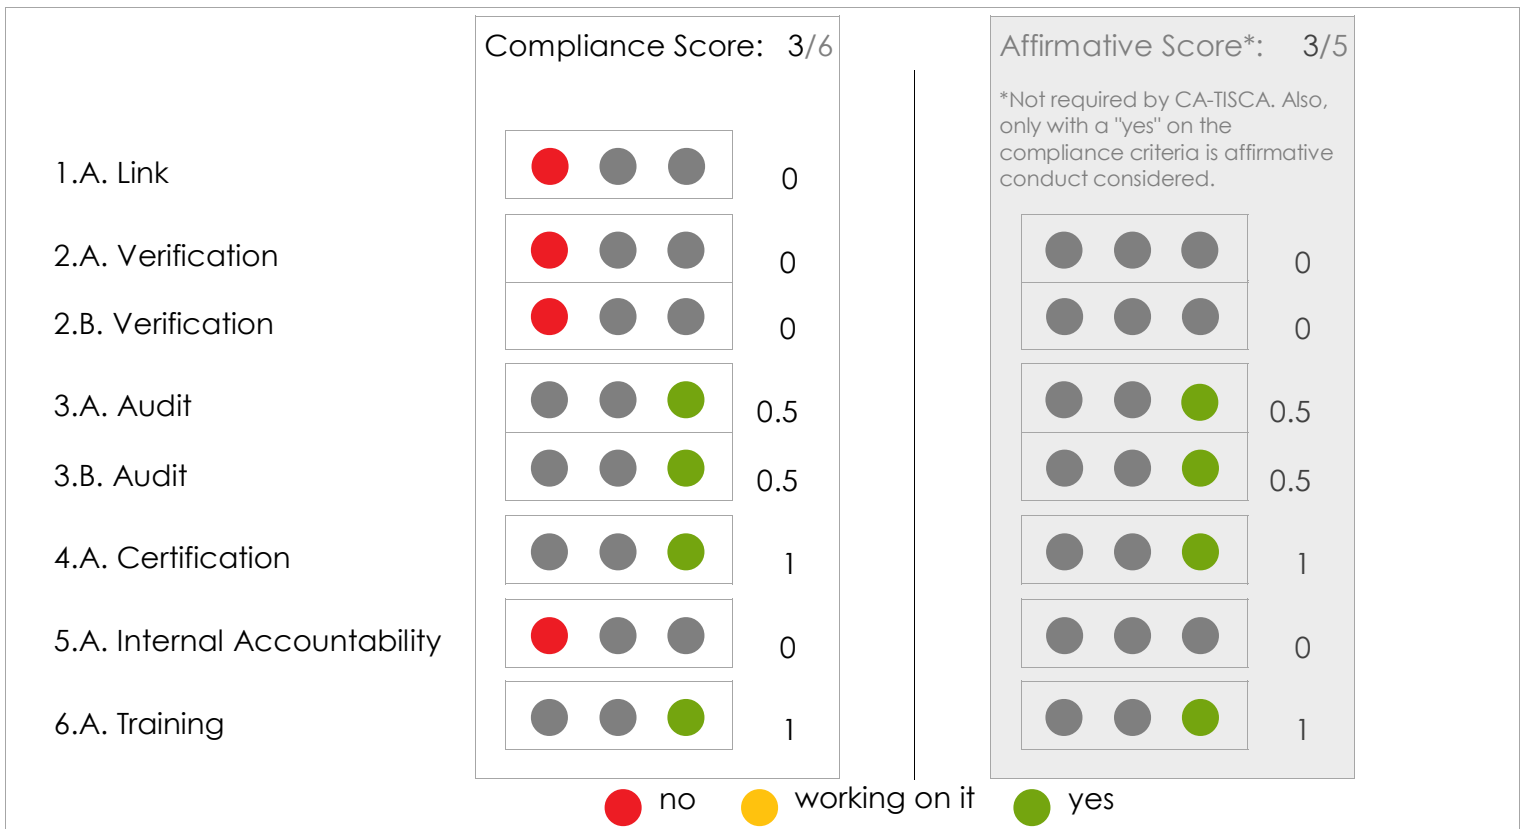 Compliance Score: 3/6
Affirmative Score*: 3/5
*Not required by CA-TISCA. Also,
only with a "yes" on the
compliance criteria is affirmative
conduct considered.
1.A. Link 0
2.A. Verification 0 0
2.B. Verification 0 0
3.A. Audit 0.5 0.5
3.B. Audit 0.5 0.5
4.A. Certification 1 1
5.A. Internal Accountability 0 0
6.A. Training 1 1
no working on it yes